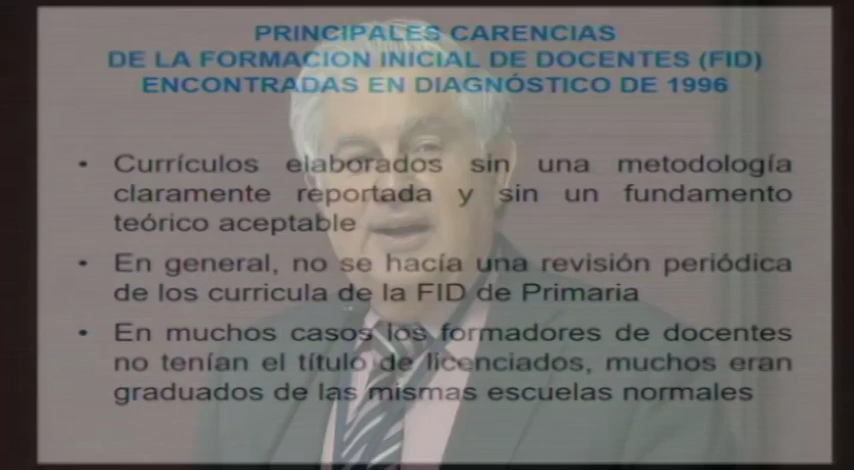 PRINCIPALES CARENCIAS
DE LA FORMACION INICIAL DE DOCENTES (FID)
ENCONTRADAS EN DIAGNÓSTICO DE 1996
• Currículos elaborados sin una metodología
claramente reportada y sin un fundamento
teórico aceptable
• En general, no se hacía una revisión periódica
de los curricula de la FID de Primaria
• En muchos casos los formadores de docentes
no tenían el título de licenciados, muchos eran
graduados de las mismas escuelas normales